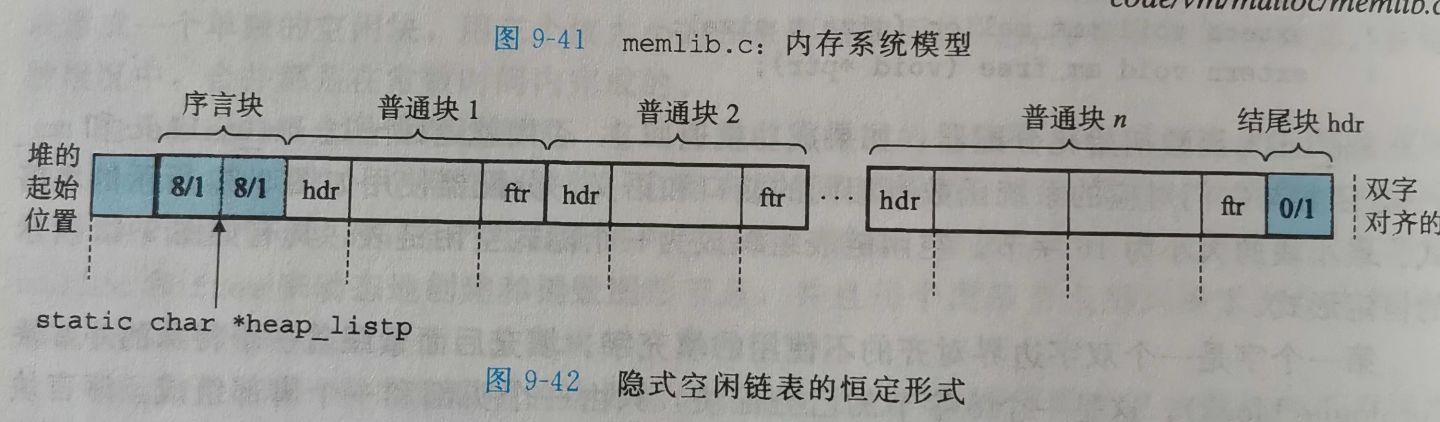 code/vm/malloc/memlib.c
图 9-41 memlib.c：内存系统模型
序言块 普通块 1 普通块 2 普通块 n 结尾块 hdr
堆的
起始
位置
8/1 8/1 hdr ftr hdr ftr ··· hdr ftr 0/1
双字
对齐的
static char *heap_listp
图 9-42 隐式空闲链表的恒定形式